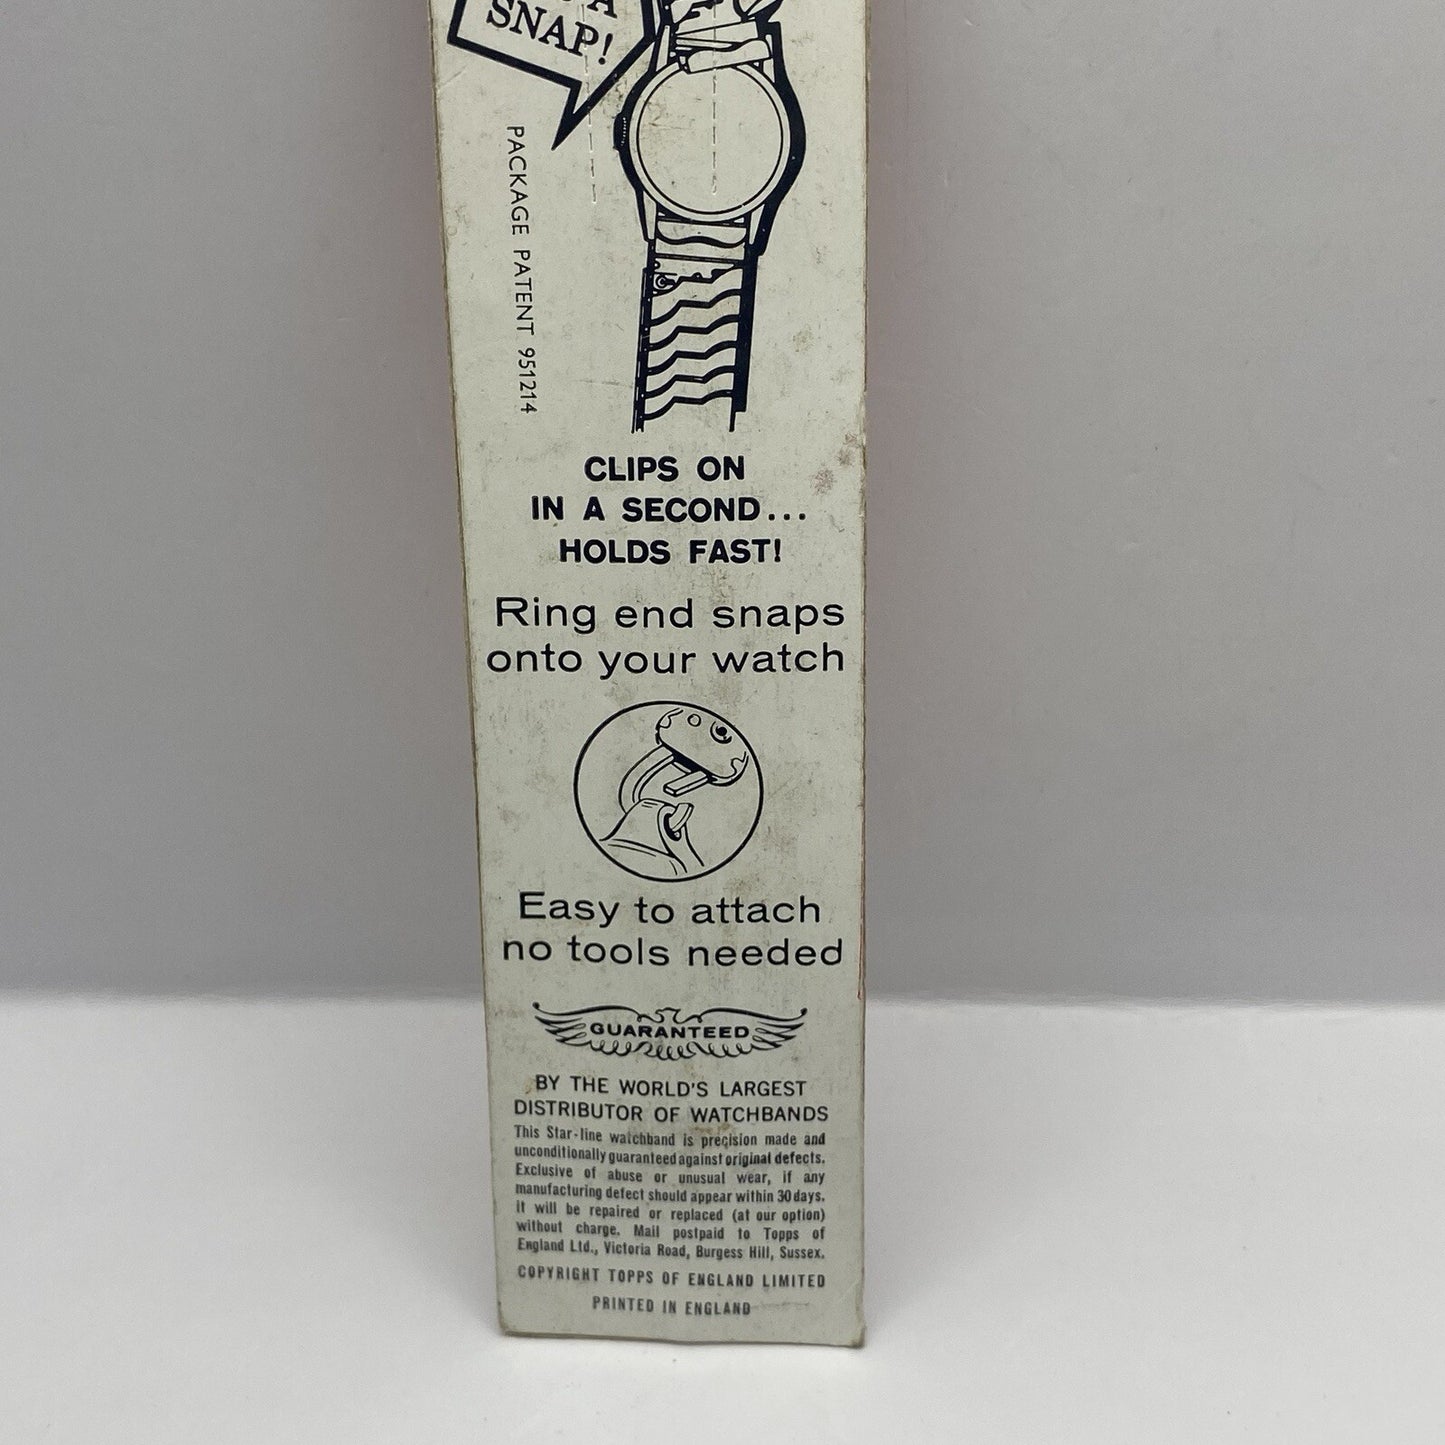 A
SNAP!
PACKAGE PATENT 951214
CLIPS ON
IN A SECOND...
HOLDS FAST!
Ring end snaps
onto your watch
Easy to attach
no tools needed
GUARANTEED
BY THE WORLD'S LARGEST
DISTRIBUTOR OF WATCHBANDS
This Star-line watchband is precision made and
unconditionally guaranteed against original defects.
Exclusive of abuse or unusual wear, if any
manufacturing defect should appear within 30 days.
it will be repaired or replaced (at our option)
without charge. Mail postpaid to Topps of
England Ltd., Victoria Road, Burgess Hill, Sussex.
COPYRIGHT TOPPS OF ENGLAND LIMITED
PRINTED IN ENGLAND